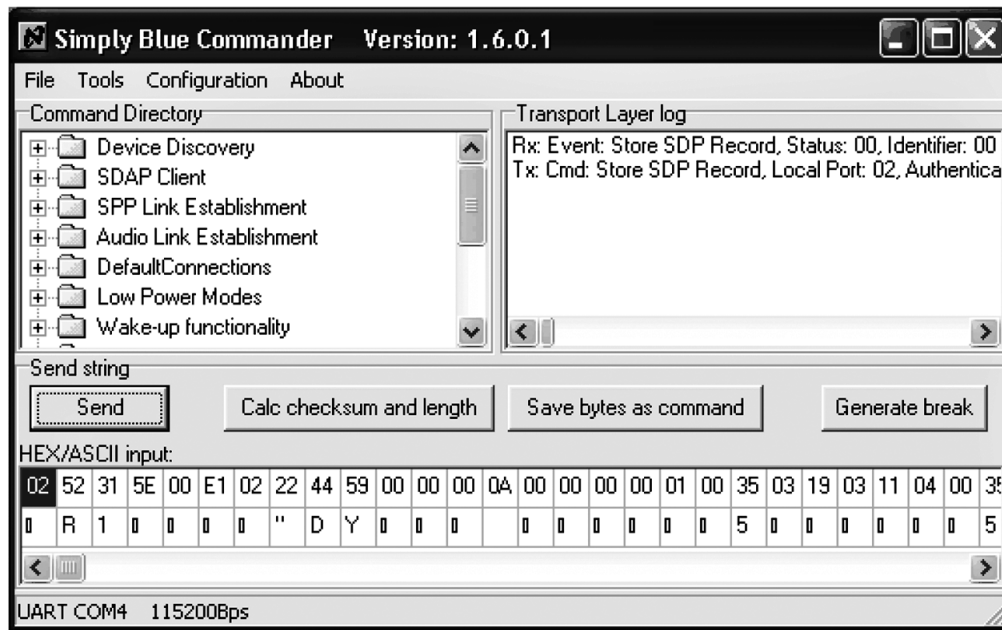 Simply Blue Commander Version: 1.6.0.1
File Tools Configuration About
Command Directory
Device Discovery
SDAP Client
SPP Link Establishment
Audio Link Establishment
DefaultConnections
Low Power Modes
Wake-up functionality
Transport Layer log
Rx: Event: Store SDP Record, Status: 00, Identifier: 00
Tx: Cmd: Store SDP Record, Local Port: 02, Authentica
Send string
Send Calc checksum and length Save bytes as command Generate break
HEX/ASCII input:
02 52 31 5E 00 E1 02 22 44 59 00 00 00 0A 00 00 00 00 01 00 35 03 19 03 11 04 00 35
R 1 " D Y 5 5
UART COM4 115200Bps